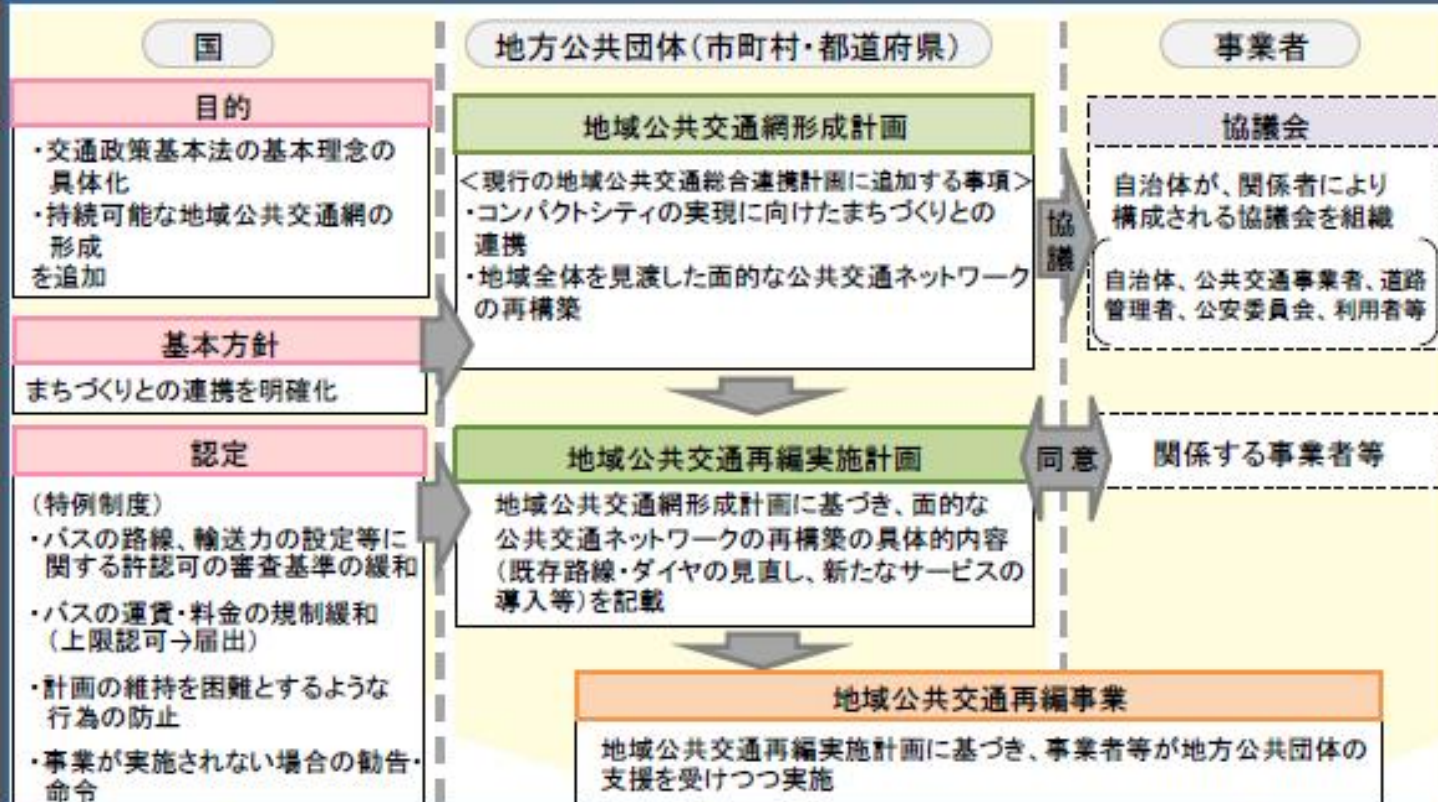 国
目的
・交通政策基本法の基本理念の
具体化
・持続可能な地域公共交通網の
形成
を追加
基本方針
まちづくりとの連携を明確化
認定
(特例制度)
・バスの路線、輸送力の設定等に
関する許認可の審査基準の緩和
・バスの運賃・料金の規制緩和
(上限認可→届出)
・計画の維持を困難とするような
行為の防止
・事業が実施されない場合の勧告・
命令
地方公共団体(市町村・都道府県)
地域公共交通網形成計画
<現行の地域公共交通総合連携計画に追加する事項>
・コンパクトシティの実現に向けたまちづくりとの
連携
・地域全体を見渡した面的な公共交通ネットワーク
の再構築
地域公共交通再編実施計画
地域公共交通網形成計画に基づき、面的な
公共交通ネットワークの再構築の具体的内容
(既存路線・ダイヤの見直し、新たなサービスの
導入等)を記載
協議
同意
事業者
協議会
自治体が、関係者により
構成される協議会を組織
自治体、公共交通事業者、道路
管理者、公安委員会、利用者等
関係する事業者等
地域公共交通再編事業
地域公共交通再編実施計画に基づき、事業者等が地方公共団体の
支援を受けつつ実施